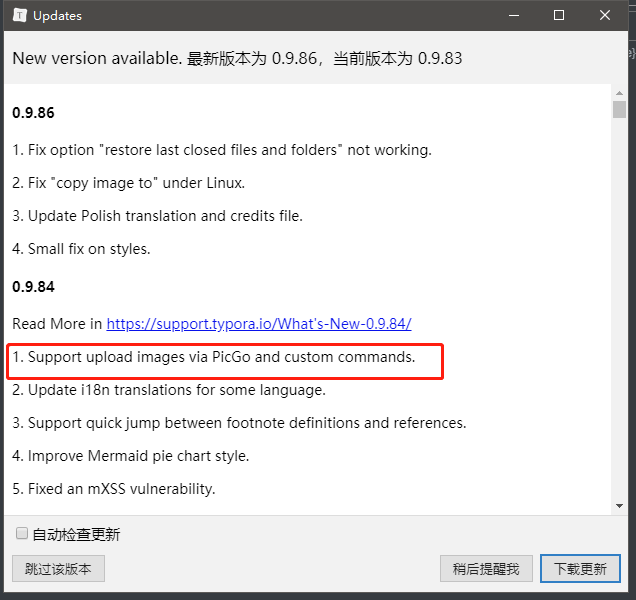 T Updates
New version available. 最新版本为 0.9.86，当前版本为 0.9.83
0.9.86
1. Fix option "restore last closed files and folders" not working.
2. Fix "copy image to" under Linux.
3. Update Polish translation and credits file.
4. Small fix on styles.
0.9.84
Read More in https://support.typora.io/What's-New-0.9.84/
1. Support upload images via PicGo and custom commands.
2. Update i18n translations for some language.
3. Support quick jump between footnote definitions and references.
4. Improve Mermaid pie chart style.
5. Fixed an mXSS vulnerability.
自动检查更新
跳过该版本 稍后提醒我 下载更新